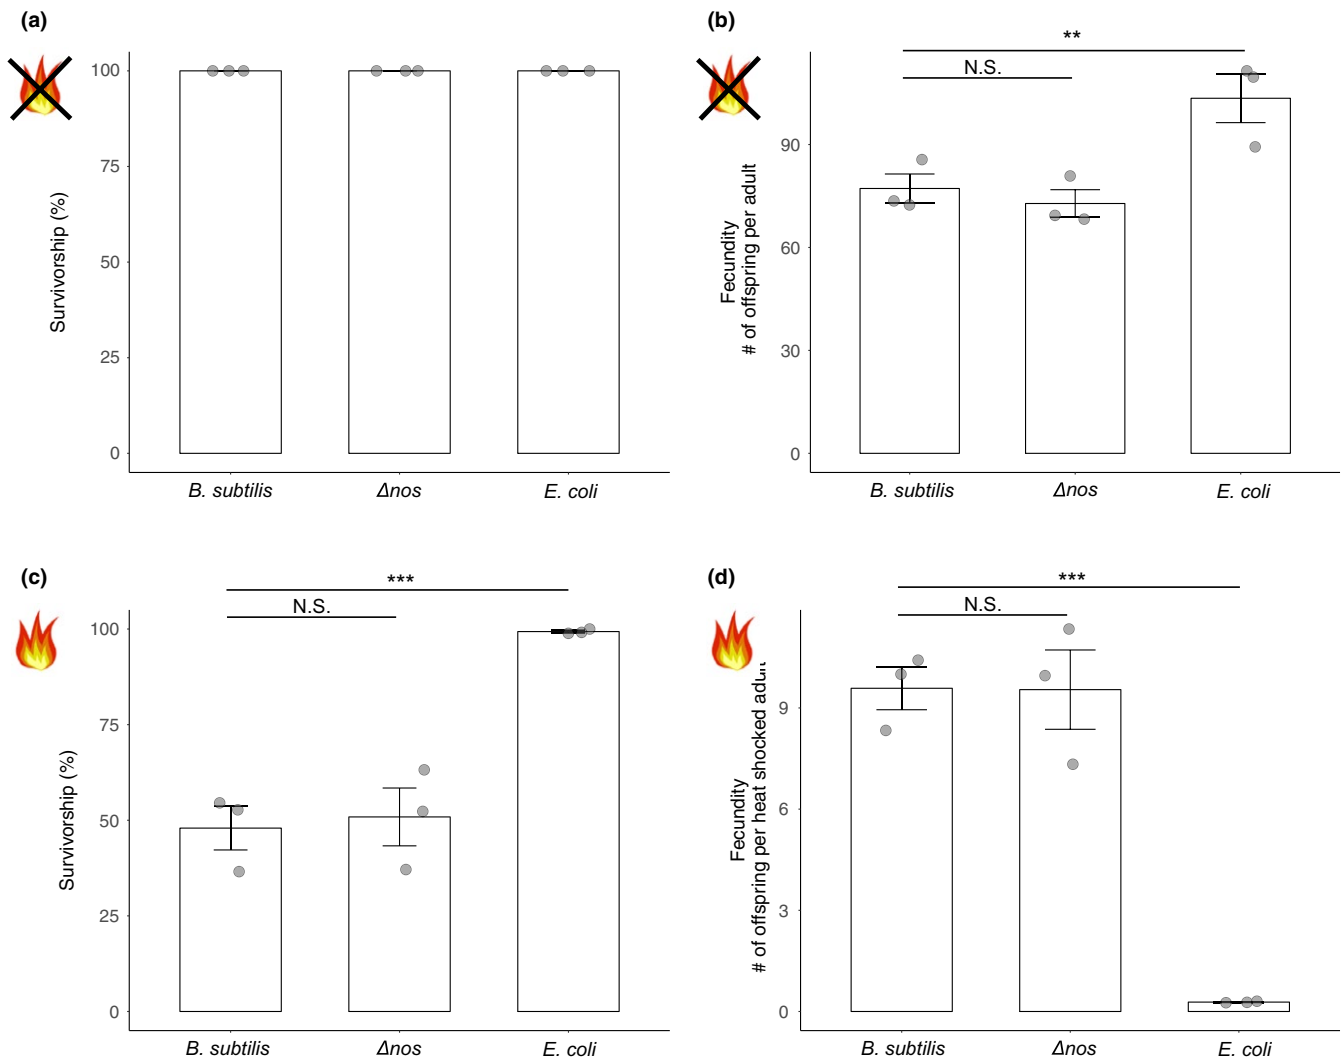 (a)
Survivorship (%)
100
75
50
25
0
B. subtilis
Δnos
E. coli
(b)
**
N.S.
Fecundity
# of offspring per adult
90
60
30
0
B. subtilis
Δnos
E. coli
(c)
***
N.S.
Survivorship (%)
100
75
50
25
0
B. subtilis
Δnos
E. coli
(d)
***
N.S.
Fecundity
# of offspring per heat shocked adult
9
6
3
0
B. subtilis
Δnos
E. coli